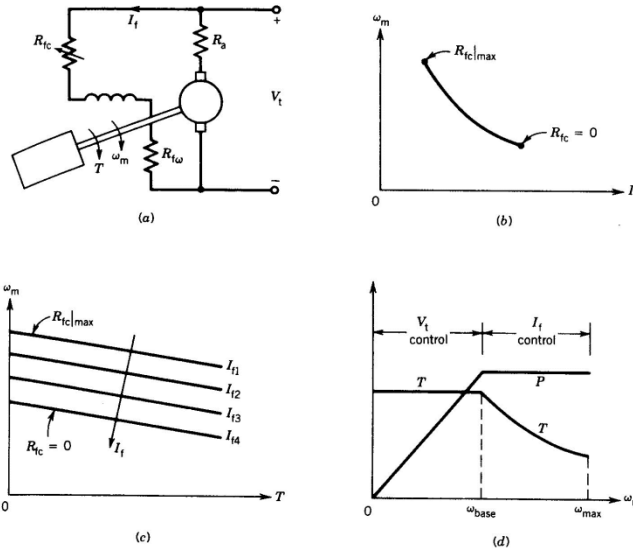 I_f
+
R_fc
R_a
V_t
T
ω_m
R_fω
−
(a)
ω_m
R_fc|max
R_fc = 0
0
I
(b)
ω_m
R_fc|max
I_f1
I_f2
I_f3
I_f4
R_fc = 0
I_f
0
T
(c)
V_t
control
I_f
control
T
P
T
0
ω_base
ω_max
ω
(d)